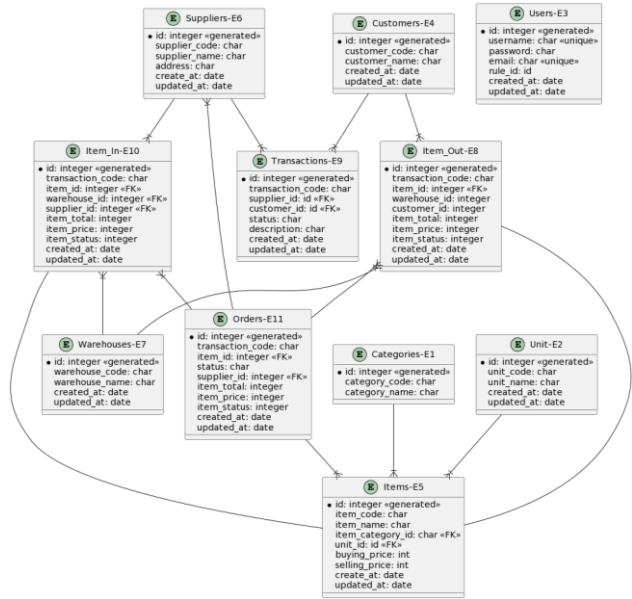 E Suppliers-E6
id: integer «generated»
supplier_code: char
supplier_name: char
address: char
create_at: date
updated_at: date
E Customers-E4
id: integer «generated»
customer_code: char
customer_name: char
created_at: date
updated_at: date
E Users-E3
id: integer «generated»
username: char «unique»
password: char
email: char «unique»
rule_id: id
created_at: date
updated_at: date
E Item_In-E10
id: integer «generated»
transaction_code: char
item_id: integer «FK»
warehouse_id: integer «FK»
supplier_id: integer «FK»
item_total: integer
item_price: integer
item_status: integer
created_at: date
updated_at: date
E Transactions-E9
id: integer «generated»
transaction_code: char
supplier_id: id «FK»
customer_id: id «FK»
status: char
description: char
created_at: date
updated_at: date
E Item_Out-E8
id: integer «generated»
transaction_code: char
item_id: integer «FK»
warehouse_id: integer
customer_id: integer
item_total: integer
item_price: integer
item_status: integer
created_at: date
updated_at: date
E Warehouses-E7
id: integer «generated»
warehouse_code: char
warehouse_name: char
created_at: date
updated_at: date
E Orders-E11
id: integer «generated»
transaction_code: char
item_id: integer «FK»
status: char
supplier_id: integer «FK»
item_total: integer
item_price: integer
item_status: integer
created_at: date
updated_at: date
E Categories-E1
id: integer «generated»
category_code: char
category_name: char
E Unit-E2
id: integer «generated»
unit_code: char
unit_name: char
created_at: date
updated_at: date
E Items-E5
id: integer «generated»
item_code: char
item_name: char
item_category_id: char «FK»
unit_id: id «FK»
buying_price: int
selling_price: int
create_at: date
updated_at: date